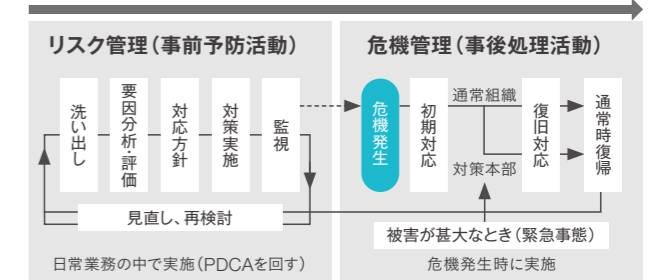 リスク管理（事前予防活動）
洗い出し
要因分析・評価
対応方針
対策実施
監視
見直し、再検討
日常業務の中で実施（PDCAを回す）
危機管理（事後処理活動）
危機発生
初期対応
通常組織
対策本部
復旧対応
通常時復帰
被害が甚大なとき（緊急事態）
危機発生時に実施